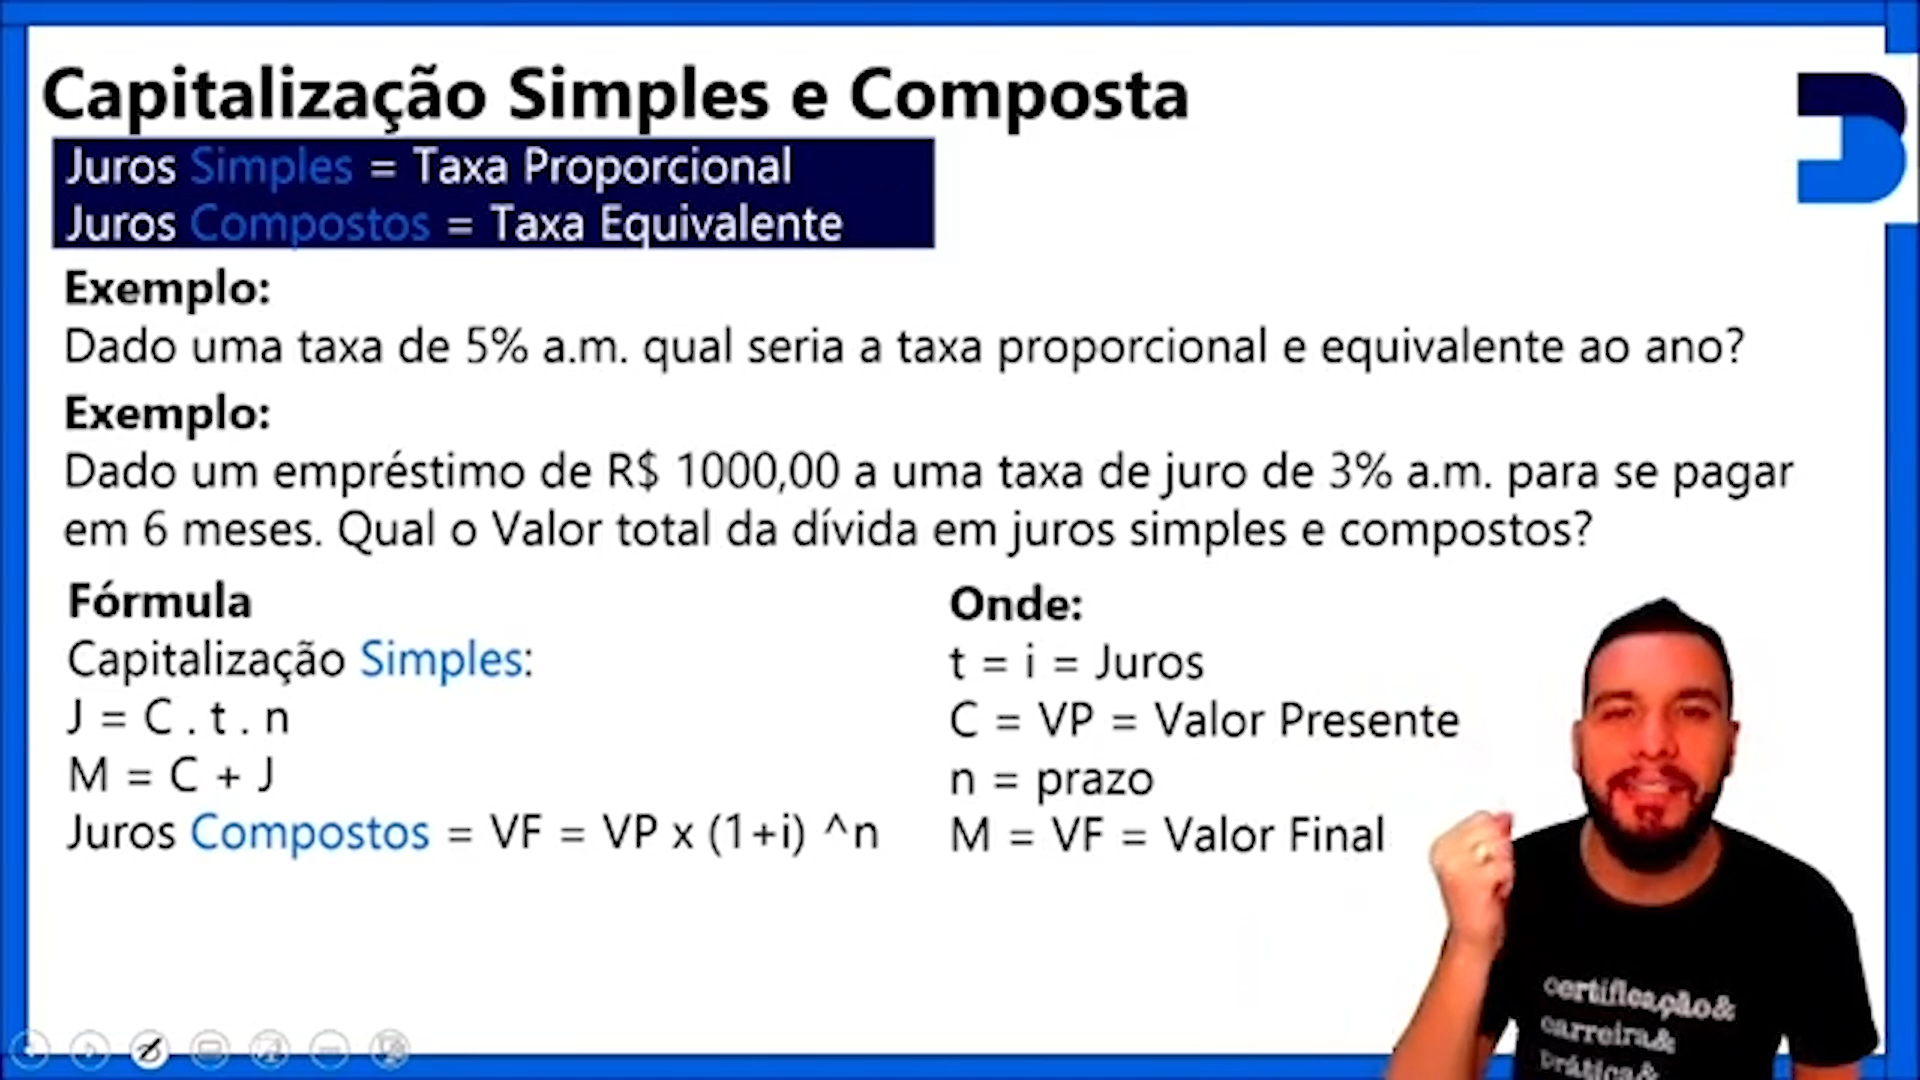 Capitalização Simples e Composta
Juros Simples = Taxa Proporcional
Juros Compostos = Taxa Equivalente
Exemplo:
Dado uma taxa de 5% a.m. qual seria a taxa proporcional e equivalente ao ano?
Exemplo:
Dado um empréstimo de R$ 1000,00 a uma taxa de juro de 3% a.m. para se pagar
em 6 meses. Qual o Valor total da dívida em juros simples e compostos?
Fórmula
Capitalização Simples:
J = C . t . n
M = C + J
Juros Compostos = VF = VP x (1+i) ^n
Onde:
t = i = Juros
C = VP = Valor Presente
n = prazo
M = VF = Valor Final
certificação&
carreira&
prática&